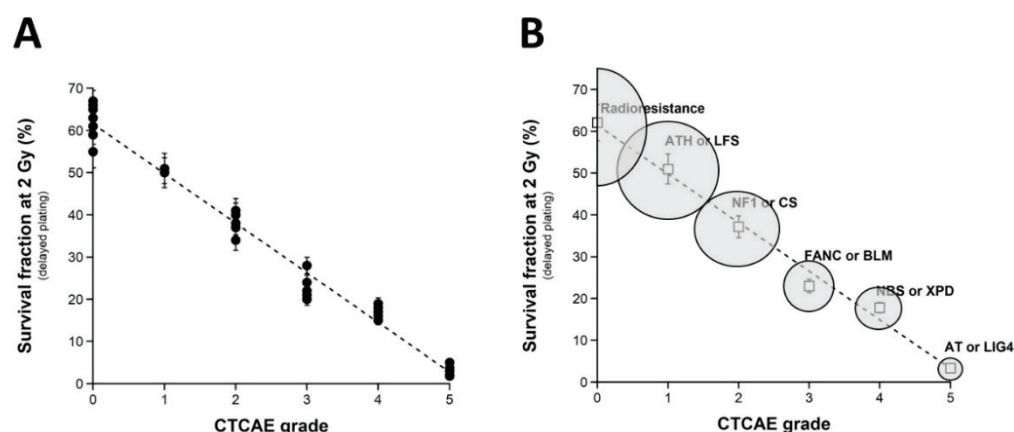 A
B
Survival fraction at 2 Gy (%)
(delayed plating)
70
60
50
40
30
20
10
0
0 1 2 3 4 5
CTCAE grade
Survival fraction at 2 Gy (%)
(delayed plating)
70
60
50
40
30
20
10
0
Radioresistance
ATH or LFS
NF1 or CS
FANC or BLM
NBS or XPD
AT or LIG4
0 1 2 3 4 5
CTCAE grade